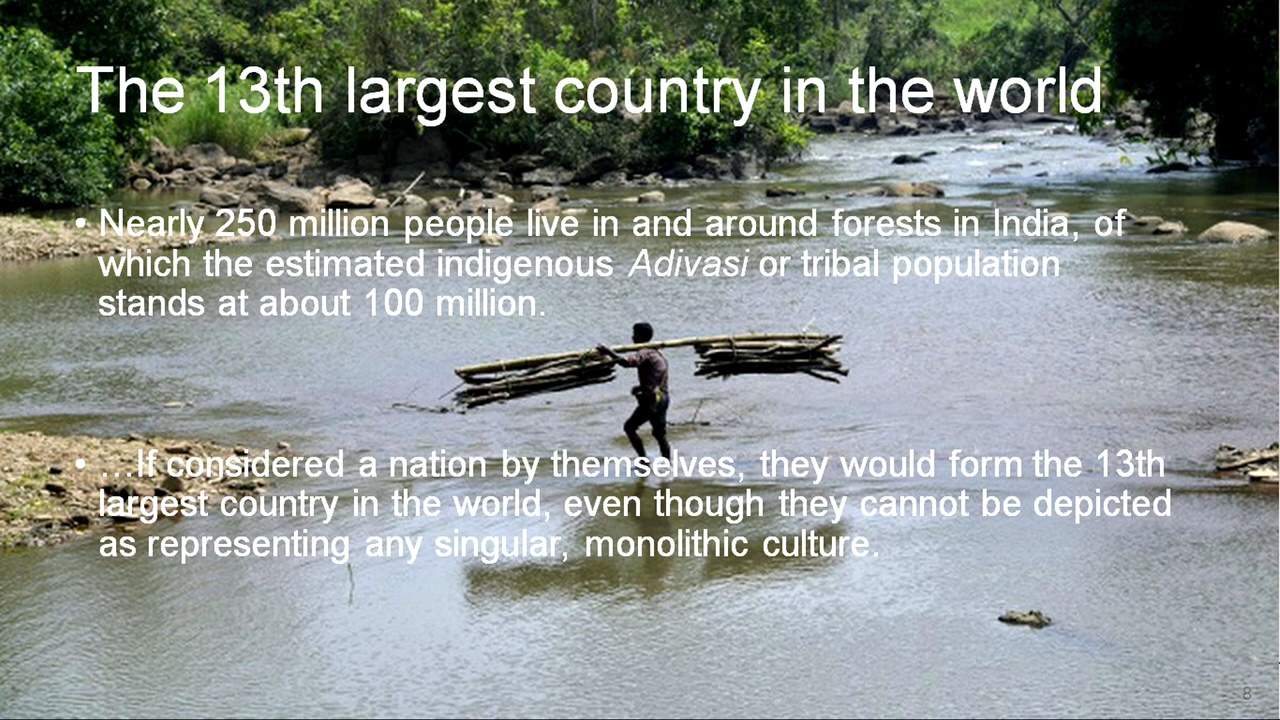 The 13th largest country in the world
• Nearly 250 million people live in and around forests in India, of
which the estimated indigenous Adivasi or tribal population
stands at about 100 million.
• …If considered a nation by themselves, they would form the 13th
largest country in the world, even though they cannot be depicted
as representing any singular, monolithic culture.
8